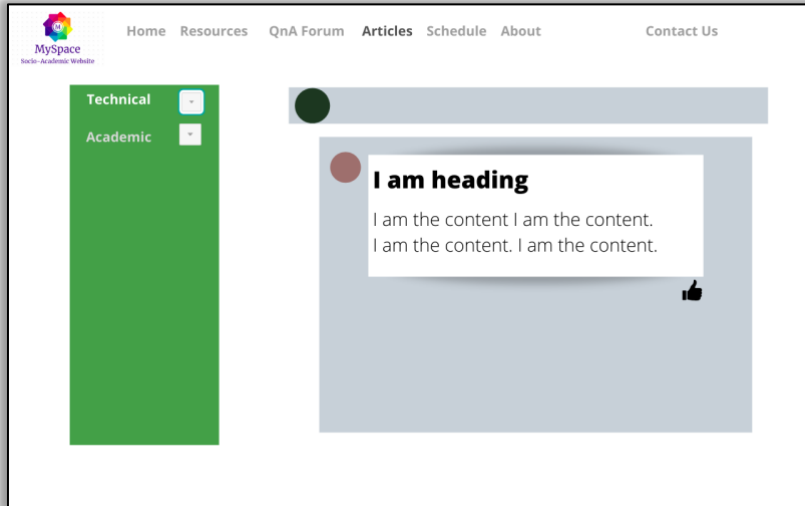 M
MySpace
Socio-Academic Website
Home Resources QnA Forum Articles Schedule About Contact Us
Technical
Academic
I am heading
I am the content I am the content.
I am the content. I am the content.